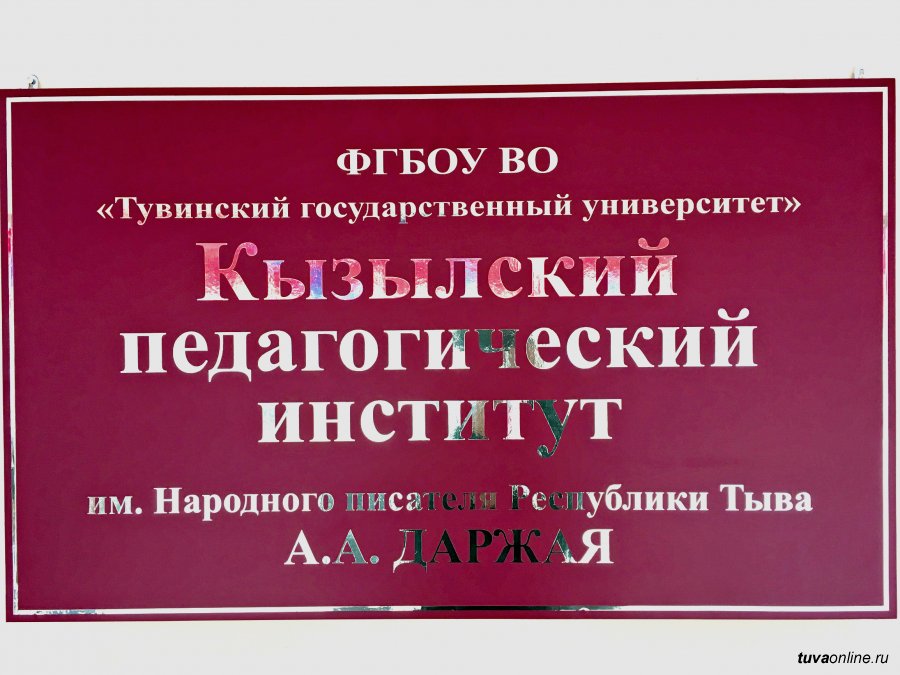 ФГБОУ ВО
«Тувинский государственный университет»
Кызылский
педагогический
институт
им. Народного писателя Республики Тыва
А.А. ДАРЖАЯ
tuvaonline.ru